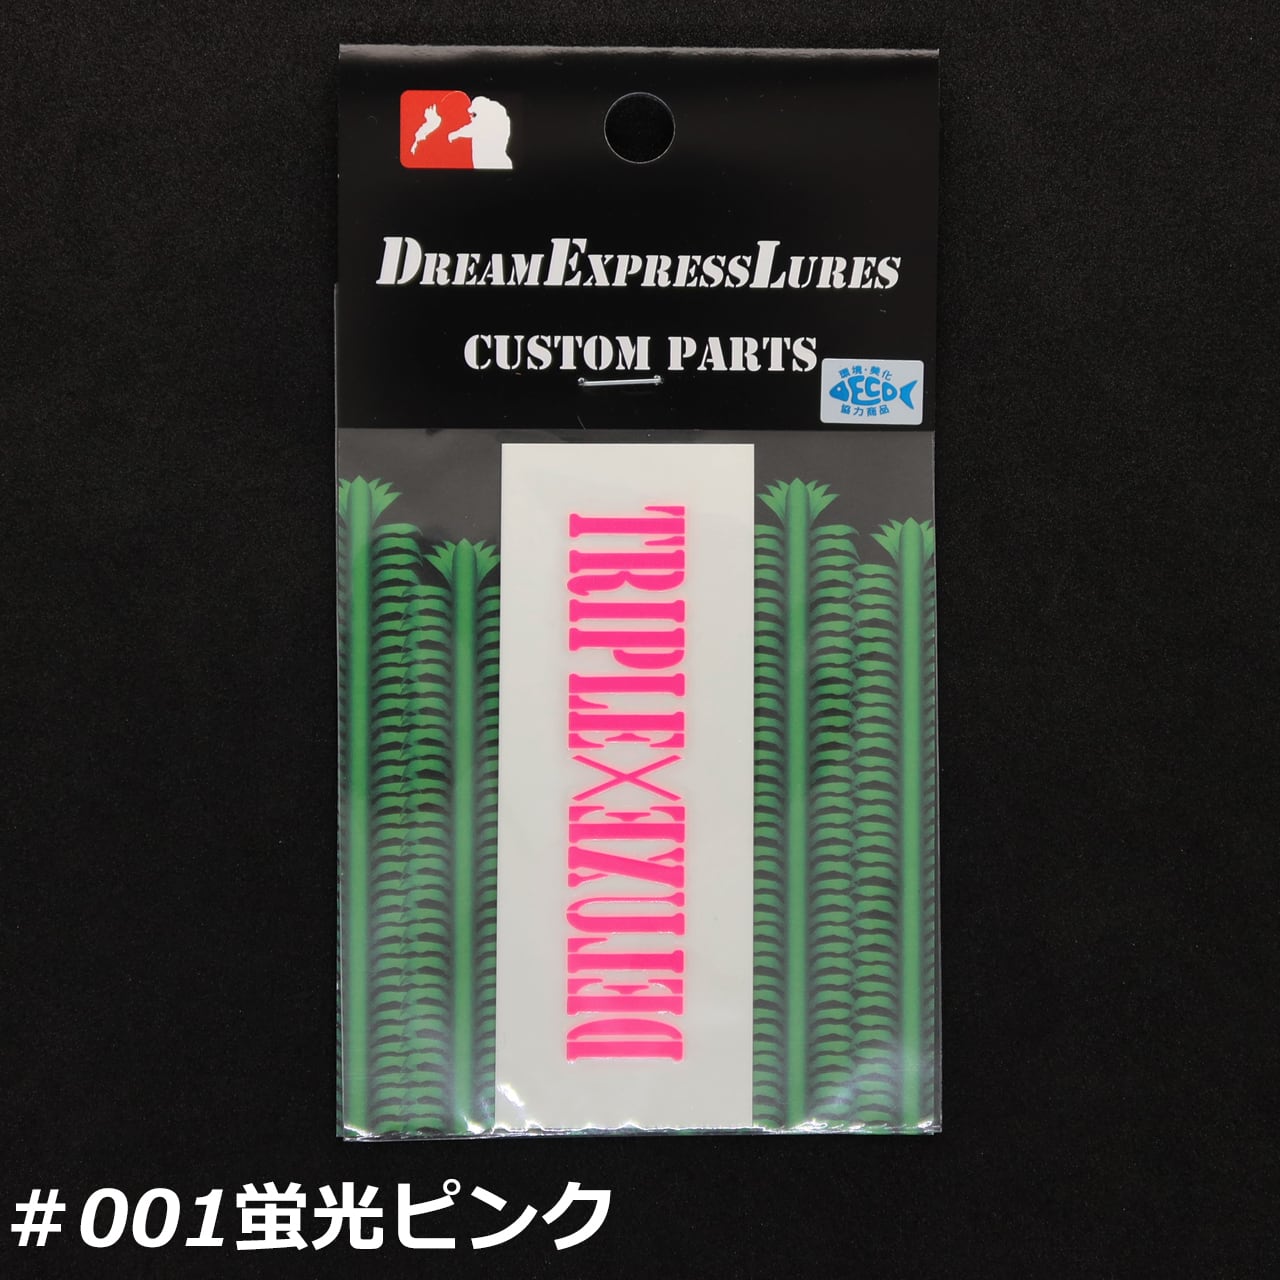 DREAMEXPRESSLURES
CUSTOM PARTS
環境・美化
ECO
協力商品
TRIPLE×EXULTED
#001蛍光ピンク